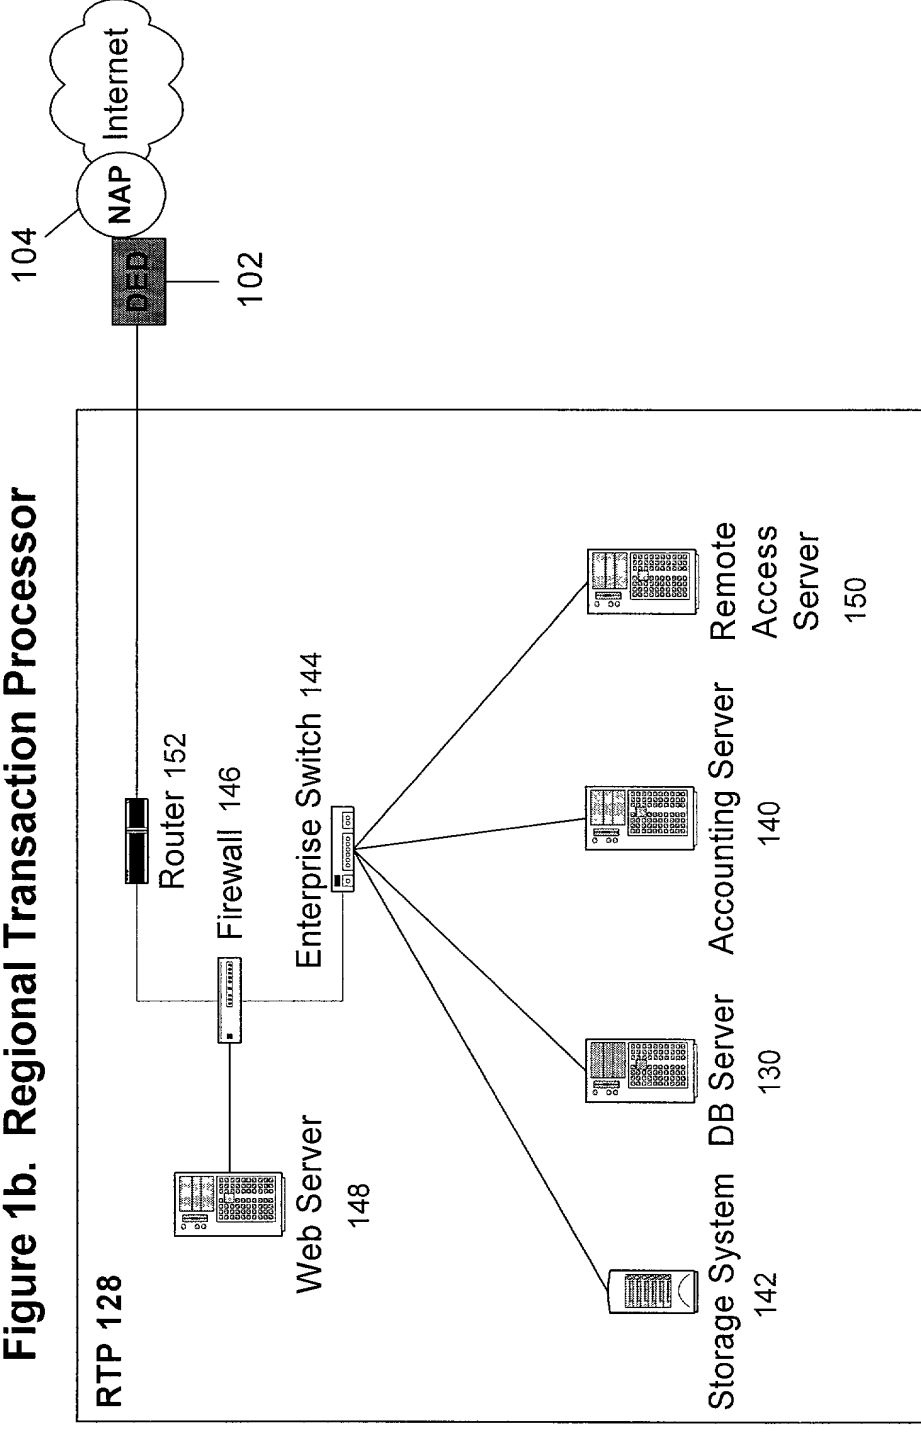 Figure 1b. Regional Transaction Processor
RTP 128
104
NAP
Internet
DED
102
Router 152
Firewall 146
Enterprise Switch 144
Web Server
148
Storage System
142
DB Server
130
Accounting Server
140
Remote
Access
Server
150